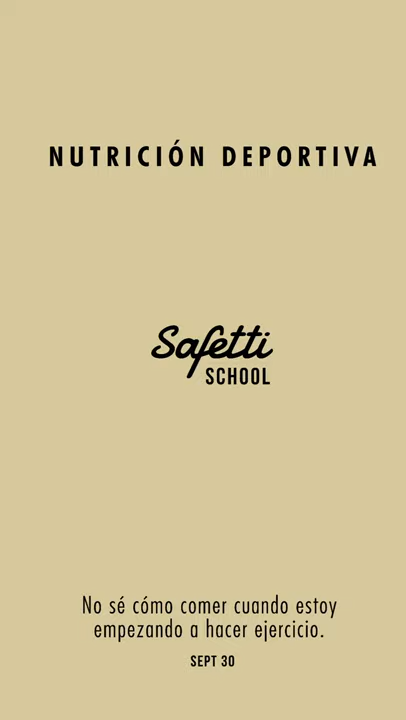 NUTRICIÓN DEPORTIVA
Safetti
SCHOOL
No sé cómo comer cuando estoy
empezando a hacer ejercicio.
SEPT 30